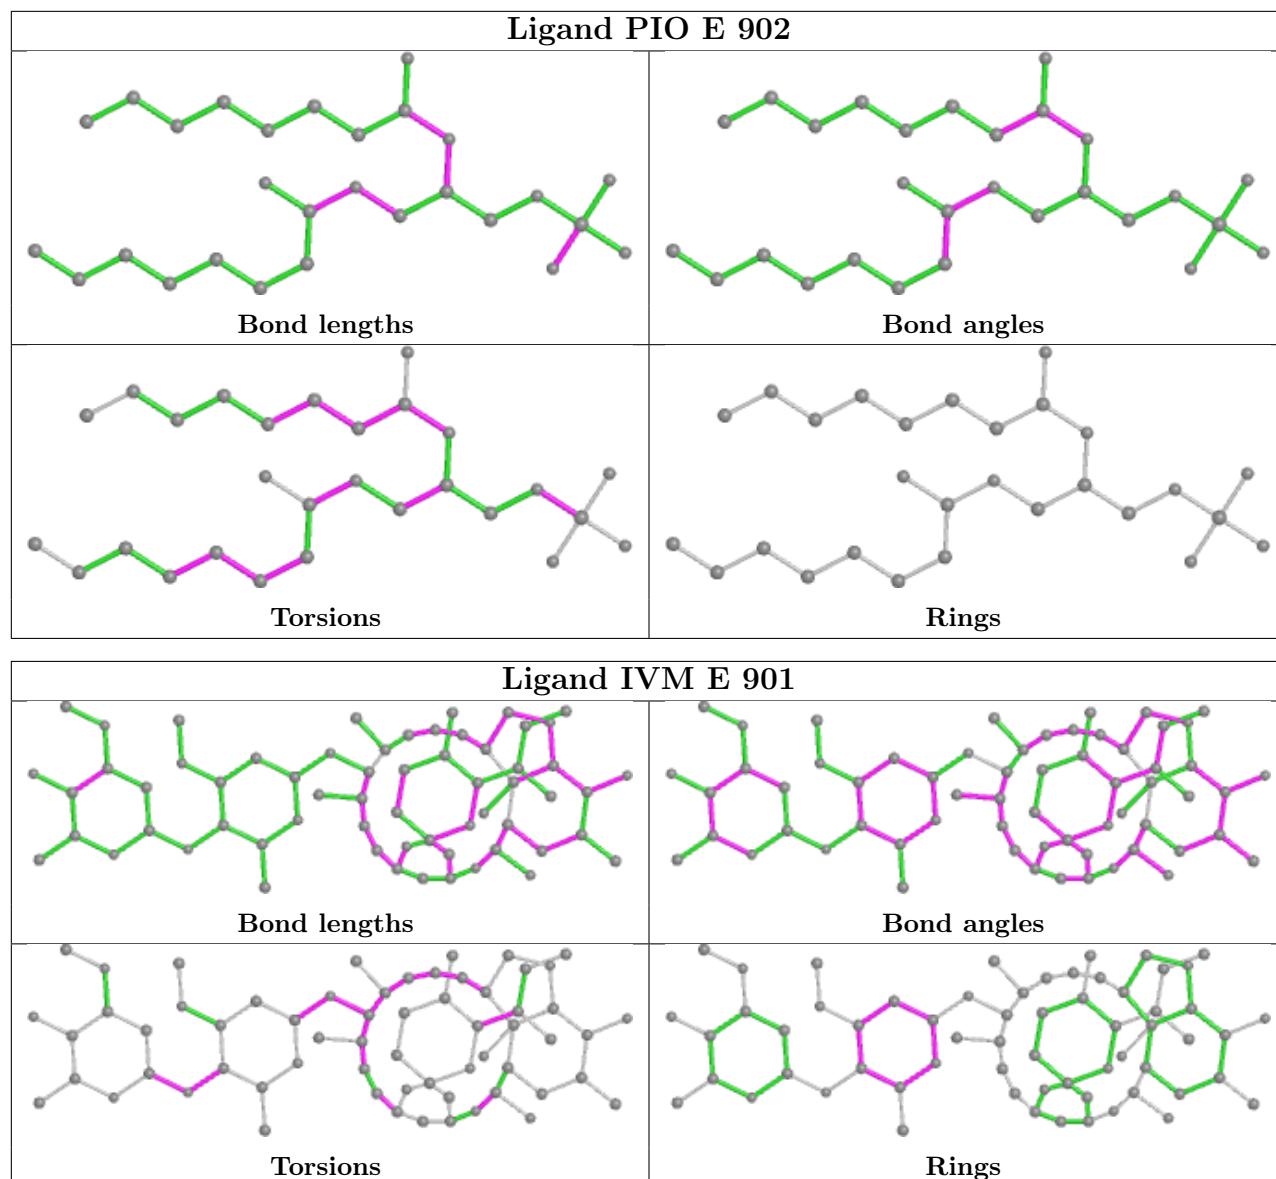 Ligand PIO E 902
Bond lengths
Bond angles
Torsions
Rings
Ligand IVM E 901
Bond lengths
Bond angles
Torsions
Rings